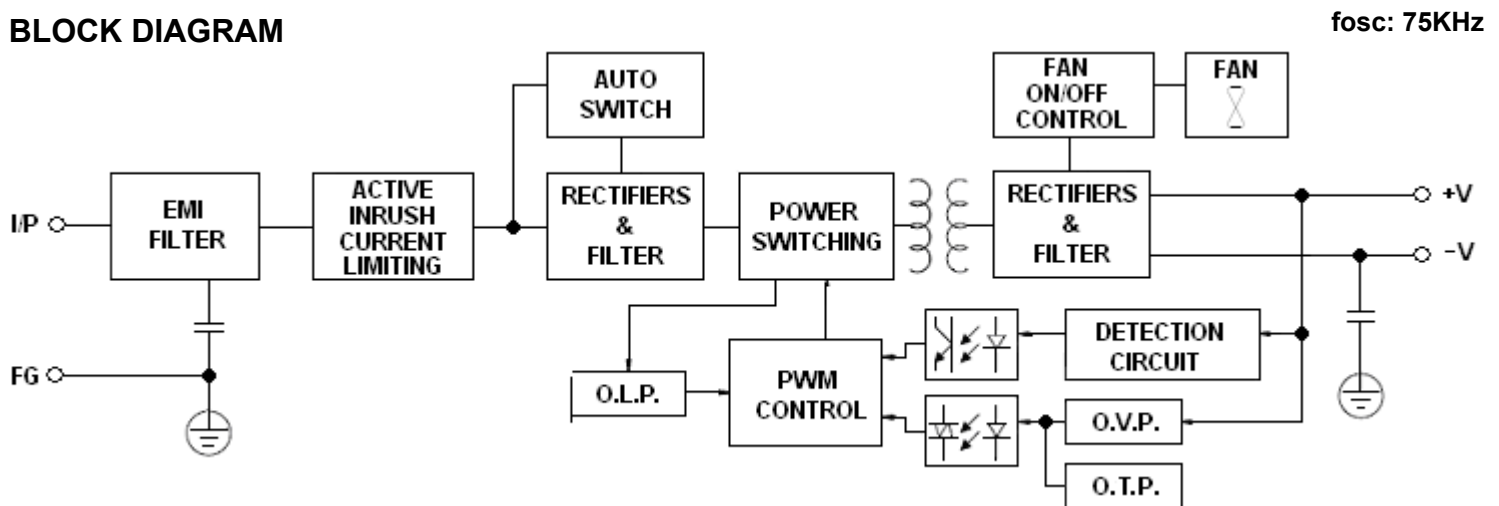 BLOCK DIAGRAM
fosc: 75KHz
AUTO
SWITCH
FAN
ON/OFF
CONTROL
FAN
I/P
EMI
FILTER
ACTIVE
INRUSH
CURRENT
LIMITING
RECTIFIERS
&
FILTER
POWER
SWITCHING
RECTIFIERS
&
FILTER
+V
-V
FG
O.L.P.
PWM
CONTROL
DETECTION
CIRCUIT
O.V.P.
O.T.P.